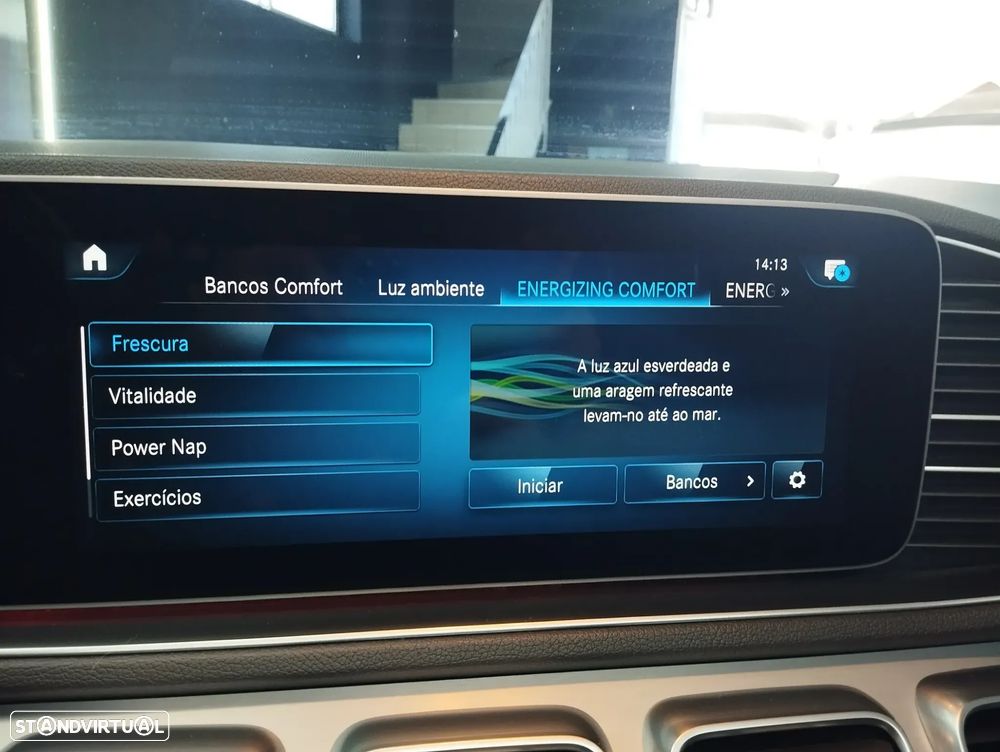 14:13
Bancos Comfort Luz ambiente ENERGIZING COMFORT ENERG »
Frescura
Vitalidade
Power Nap
Exercícios
A luz azul esverdeada e
uma aragem refrescante
levam-no até ao mar.
Iniciar Bancos >
STANDVIRTUAL